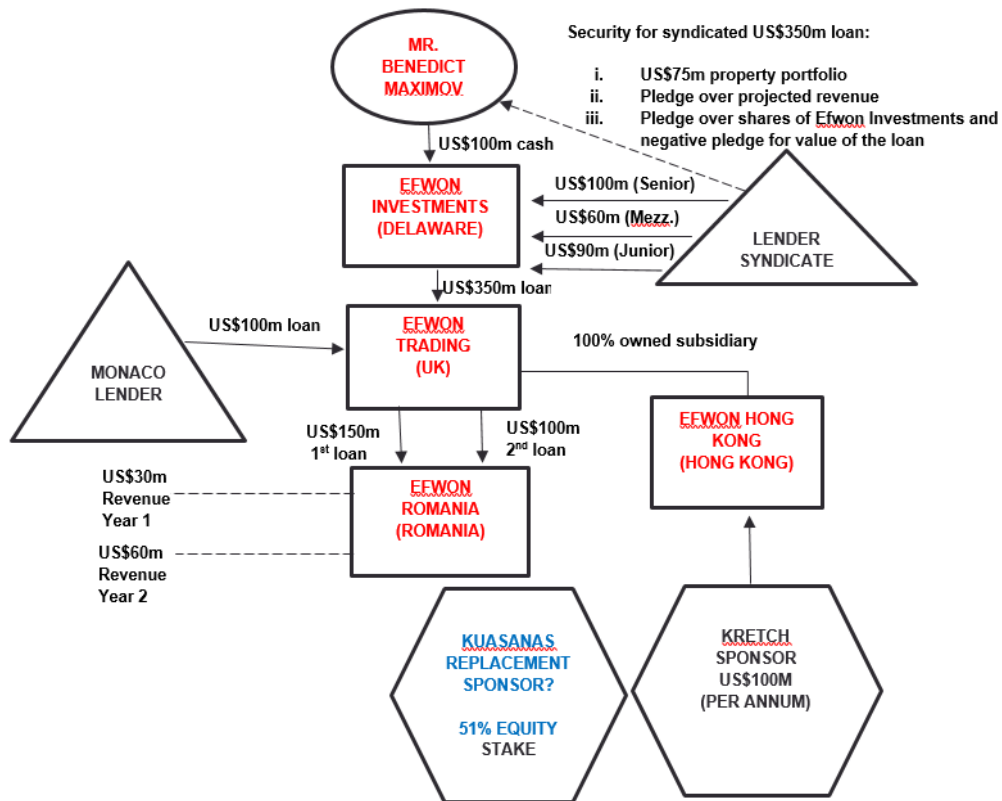 MR.
BENEDICT
MAXIMOV
Security for syndicated US$350m loan:
i. US$75m property portfolio
ii. Pledge over projected revenue
iii. Pledge over shares of Efwon Investments and
negative pledge for value of the loan
US$100m cash
EFWON
INVESTMENTS
(DELAWARE)
US$100m (Senior)
US$60m (Mezz.)
US$90m (Junior)
LENDER
SYNDICATE
US$350m loan
US$100m loan
MONACO
LENDER
EFWON
TRADING
(UK)
100% owned subsidiary
US$150m
1st loan
US$100m
2nd loan
EFWON HONG
KONG
(HONG KONG)
US$30m
Revenue
Year 1
EFWON
ROMANIA
(ROMANIA)
US$60m
Revenue
Year 2
KUASANAS
REPLACEMENT
SPONSOR?
51% EQUITY
STAKE
KRETCH
SPONSOR
US$100M
(PER ANNUM)